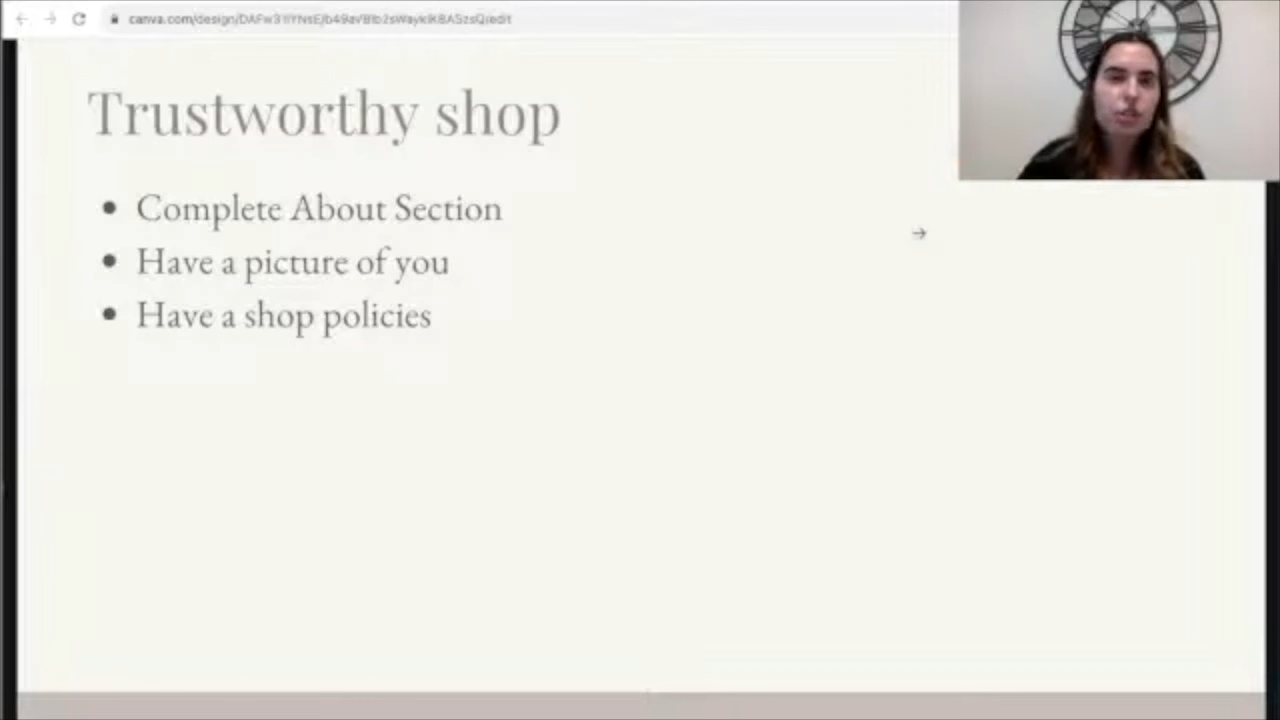 Trustworthy shop
Complete About Section
Have a picture of you
Have a shop policies